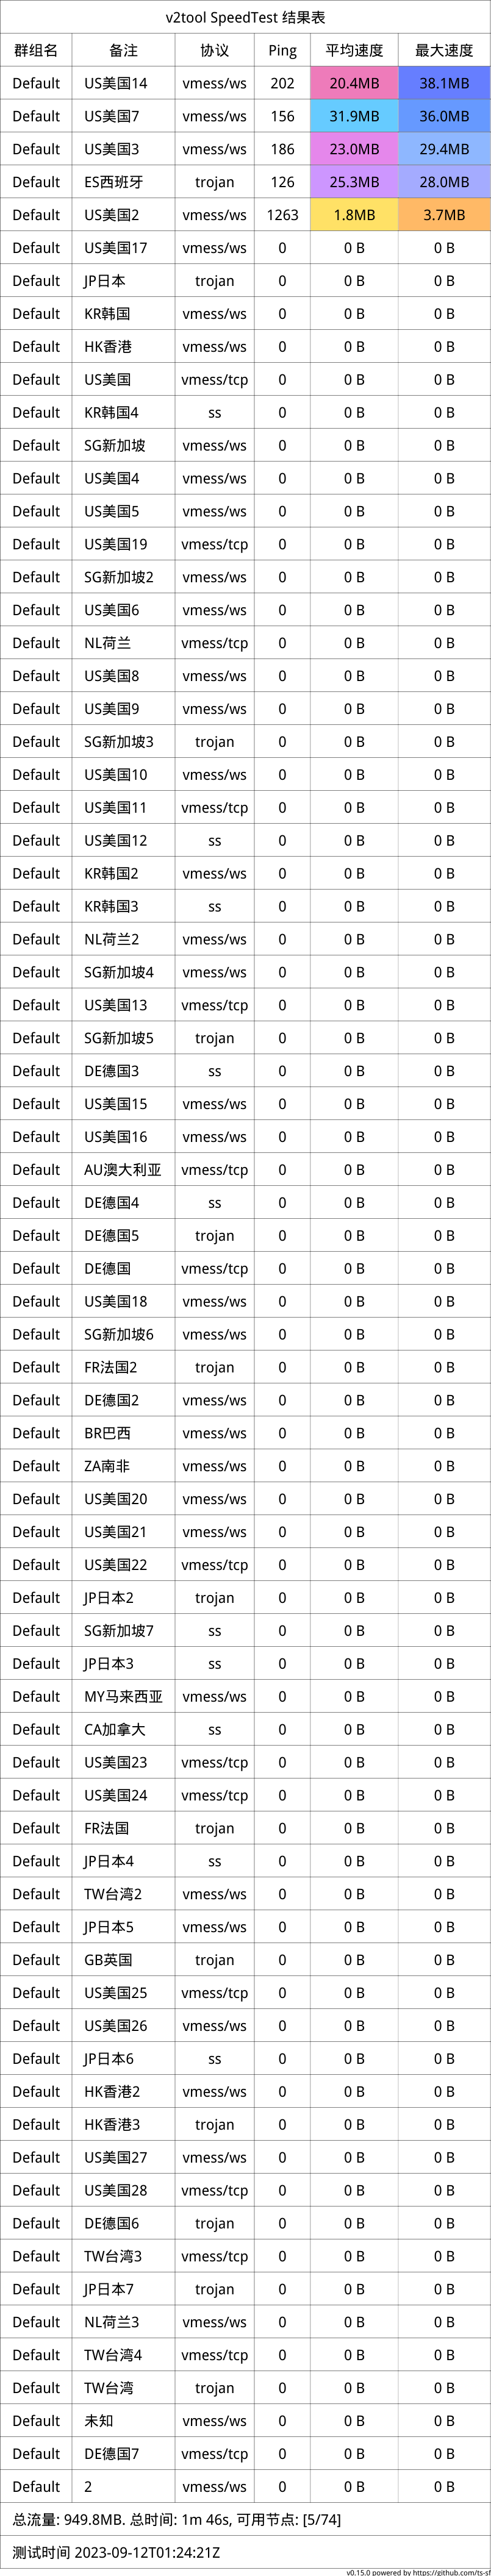 v2tool SpeedTest 结果表
群组名 备注 协议 Ping 平均速度 最大速度
Default US美国14 vmess/ws 202 20.4MB 38.1MB
Default US美国7 vmess/ws 156 31.9MB 36.0MB
Default US美国3 vmess/ws 186 23.0MB 29.4MB
Default ES西班牙 trojan 126 25.3MB 28.0MB
Default US美国2 vmess/ws 1263 1.8MB 3.7MB
Default US美国17 vmess/ws 0 0 B 0 B
Default JP日本 trojan 0 0 B 0 B
Default KR韩国 vmess/ws 0 0 B 0 B
Default HK香港 vmess/ws 0 0 B 0 B
Default US美国 vmess/tcp 0 0 B 0 B
Default KR韩国4 ss 0 0 B 0 B
Default SG新加坡 vmess/ws 0 0 B 0 B
Default US美国4 vmess/ws 0 0 B 0 B
Default US美国5 vmess/ws 0 0 B 0 B
Default US美国19 vmess/tcp 0 0 B 0 B
Default SG新加坡2 vmess/ws 0 0 B 0 B
Default US美国6 vmess/ws 0 0 B 0 B
Default NL荷兰 vmess/tcp 0 0 B 0 B
Default US美国8 vmess/ws 0 0 B 0 B
Default US美国9 vmess/ws 0 0 B 0 B
Default SG新加坡3 trojan 0 0 B 0 B
Default US美国10 vmess/ws 0 0 B 0 B
Default US美国11 vmess/tcp 0 0 B 0 B
Default US美国12 ss 0 0 B 0 B
Default KR韩国2 vmess/ws 0 0 B 0 B
Default KR韩国3 ss 0 0 B 0 B
Default NL荷兰2 vmess/ws 0 0 B 0 B
Default SG新加坡4 vmess/ws 0 0 B 0 B
Default US美国13 vmess/tcp 0 0 B 0 B
Default SG新加坡5 trojan 0 0 B 0 B
Default DE德国3 ss 0 0 B 0 B
Default US美国15 vmess/ws 0 0 B 0 B
Default US美国16 vmess/ws 0 0 B 0 B
Default AU澳大利亚 vmess/tcp 0 0 B 0 B
Default DE德国4 ss 0 0 B 0 B
Default DE德国5 trojan 0 0 B 0 B
Default DE德国 vmess/tcp 0 0 B 0 B
Default US美国18 vmess/ws 0 0 B 0 B
Default SG新加坡6 vmess/ws 0 0 B 0 B
Default FR法国2 trojan 0 0 B 0 B
Default DE德国2 vmess/ws 0 0 B 0 B
Default BR巴西 vmess/ws 0 0 B 0 B
Default ZA南非 vmess/ws 0 0 B 0 B
Default US美国20 vmess/ws 0 0 B 0 B
Default US美国21 vmess/ws 0 0 B 0 B
Default US美国22 vmess/tcp 0 0 B 0 B
Default JP日本2 trojan 0 0 B 0 B
Default SG新加坡7 ss 0 0 B 0 B
Default JP日本3 ss 0 0 B 0 B
Default MY马来西亚 vmess/ws 0 0 B 0 B
Default CA加拿大 ss 0 0 B 0 B
Default US美国23 vmess/tcp 0 0 B 0 B
Default US美国24 vmess/tcp 0 0 B 0 B
Default FR法国 trojan 0 0 B 0 B
Default JP日本4 ss 0 0 B 0 B
Default TW台湾2 vmess/ws 0 0 B 0 B
Default JP日本5 vmess/ws 0 0 B 0 B
Default GB英国 trojan 0 0 B 0 B
Default US美国25 vmess/tcp 0 0 B 0 B
Default US美国26 vmess/ws 0 0 B 0 B
Default JP日本6 ss 0 0 B 0 B
Default HK香港2 vmess/ws 0 0 B 0 B
Default HK香港3 trojan 0 0 B 0 B
Default US美国27 vmess/ws 0 0 B 0 B
Default US美国28 vmess/tcp 0 0 B 0 B
Default DE德国6 trojan 0 0 B 0 B
Default TW台湾3 vmess/tcp 0 0 B 0 B
Default JP日本7 trojan 0 0 B 0 B
Default NL荷兰3 vmess/ws 0 0 B 0 B
Default TW台湾4 vmess/tcp 0 0 B 0 B
Default TW台湾 trojan 0 0 B 0 B
Default 未知 vmess/ws 0 0 B 0 B
Default DE德国7 vmess/tcp 0 0 B 0 B
Default 2 vmess/ws 0 0 B 0 B
总流量: 949.8MB. 总时间: 1m 46s, 可用节点: [5/74]
测试时间 2023-09-12T01:24:21Z
v0.15.0 powered by https://github.com/ts-sf